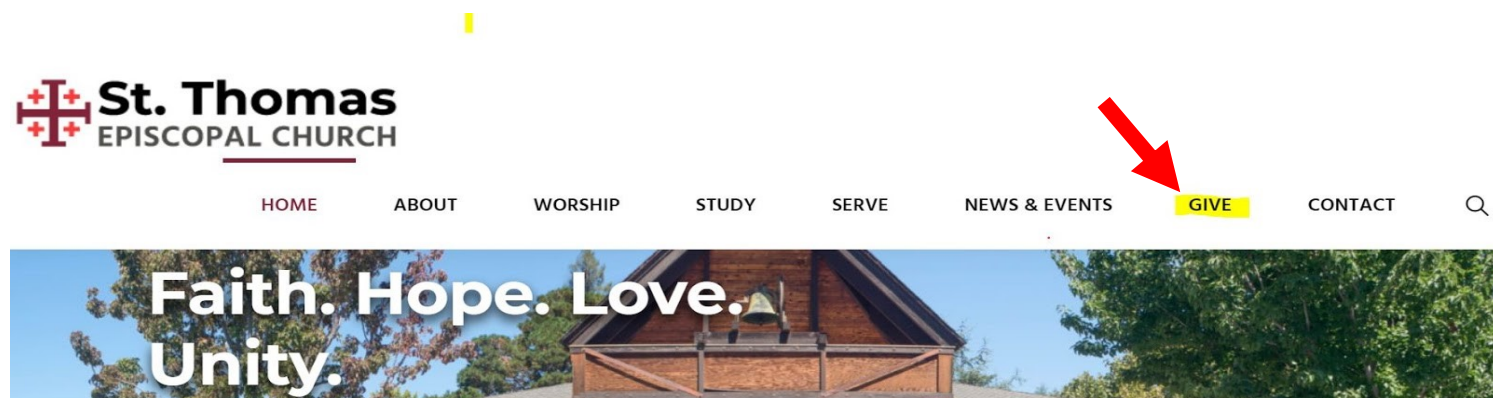 St. Thomas
EPISCOPAL CHURCH
HOME ABOUT WORSHIP STUDY SERVE NEWS & EVENTS GIVE CONTACT
Faith. Hope. Love.
Unity.